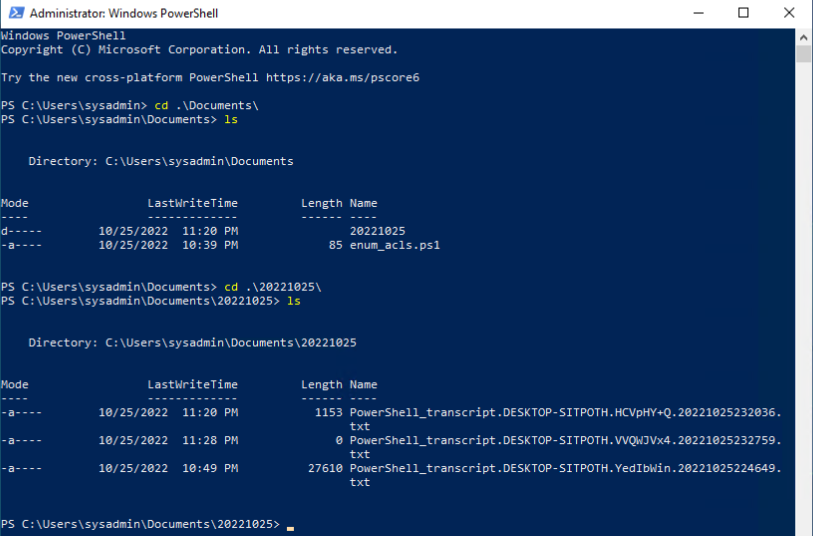 Administrator: Windows PowerShell
Windows PowerShell
Copyright (C) Microsoft Corporation. All rights reserved.
Try the new cross-platform PowerShell https://aka.ms/pscore6
PS C:\Users\sysadmin> cd .\Documents\
PS C:\Users\sysadmin\Documents> ls
    Directory: C:\Users\sysadmin\Documents
Mode                 LastWriteTime         Length Name
----                 -------------         ------ ----
d-----        10/25/2022  11:20 PM                20221025
-a----        10/25/2022  10:39 PM             85 enum_acls.ps1
PS C:\Users\sysadmin\Documents> cd .\20221025\
PS C:\Users\sysadmin\Documents\20221025> ls
    Directory: C:\Users\sysadmin\Documents\20221025
Mode                 LastWriteTime         Length Name
----                 -------------         ------ ----
-a----        10/25/2022  11:20 PM           1153 PowerShell_transcript.DESKTOP-SITPOTH.HCVpHY+Q.20221025232036.
                                                  txt
-a----        10/25/2022  11:28 PM              0 PowerShell_transcript.DESKTOP-SITPOTH.VVQWJVx4.20221025232759.
                                                  txt
-a----        10/25/2022  10:49 PM          27610 PowerShell_transcript.DESKTOP-SITPOTH.YedIbWin.20221025224649.
                                                  txt
PS C:\Users\sysadmin\Documents\20221025>